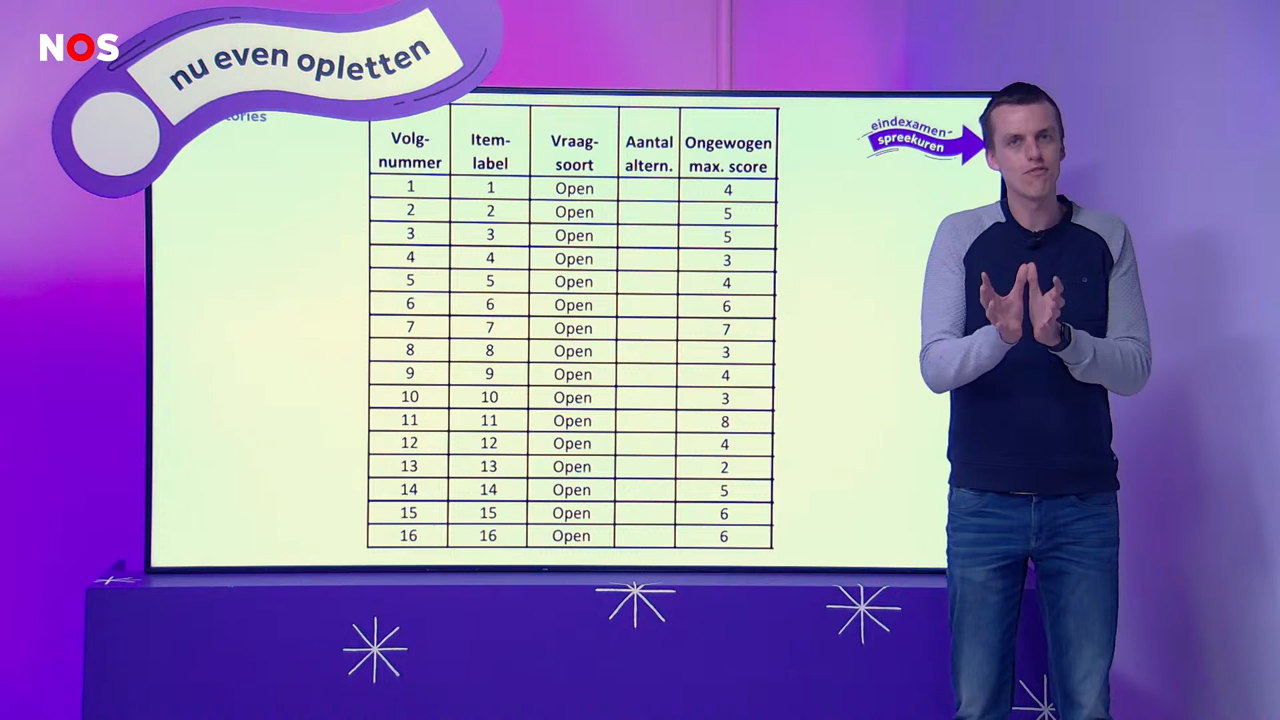 NOS
nu even opletten
eindexamen-
spreekuren
Volg-nummer Item-label Vraag-soort Aantal altern. Ongewogen max. score
1 1 Open 4
2 2 Open 5
3 3 Open 5
4 4 Open 3
5 5 Open 4
6 6 Open 6
7 7 Open 7
8 8 Open 3
9 9 Open 4
10 10 Open 3
11 11 Open 8
12 12 Open 4
13 13 Open 2
14 14 Open 5
15 15 Open 6
16 16 Open 6